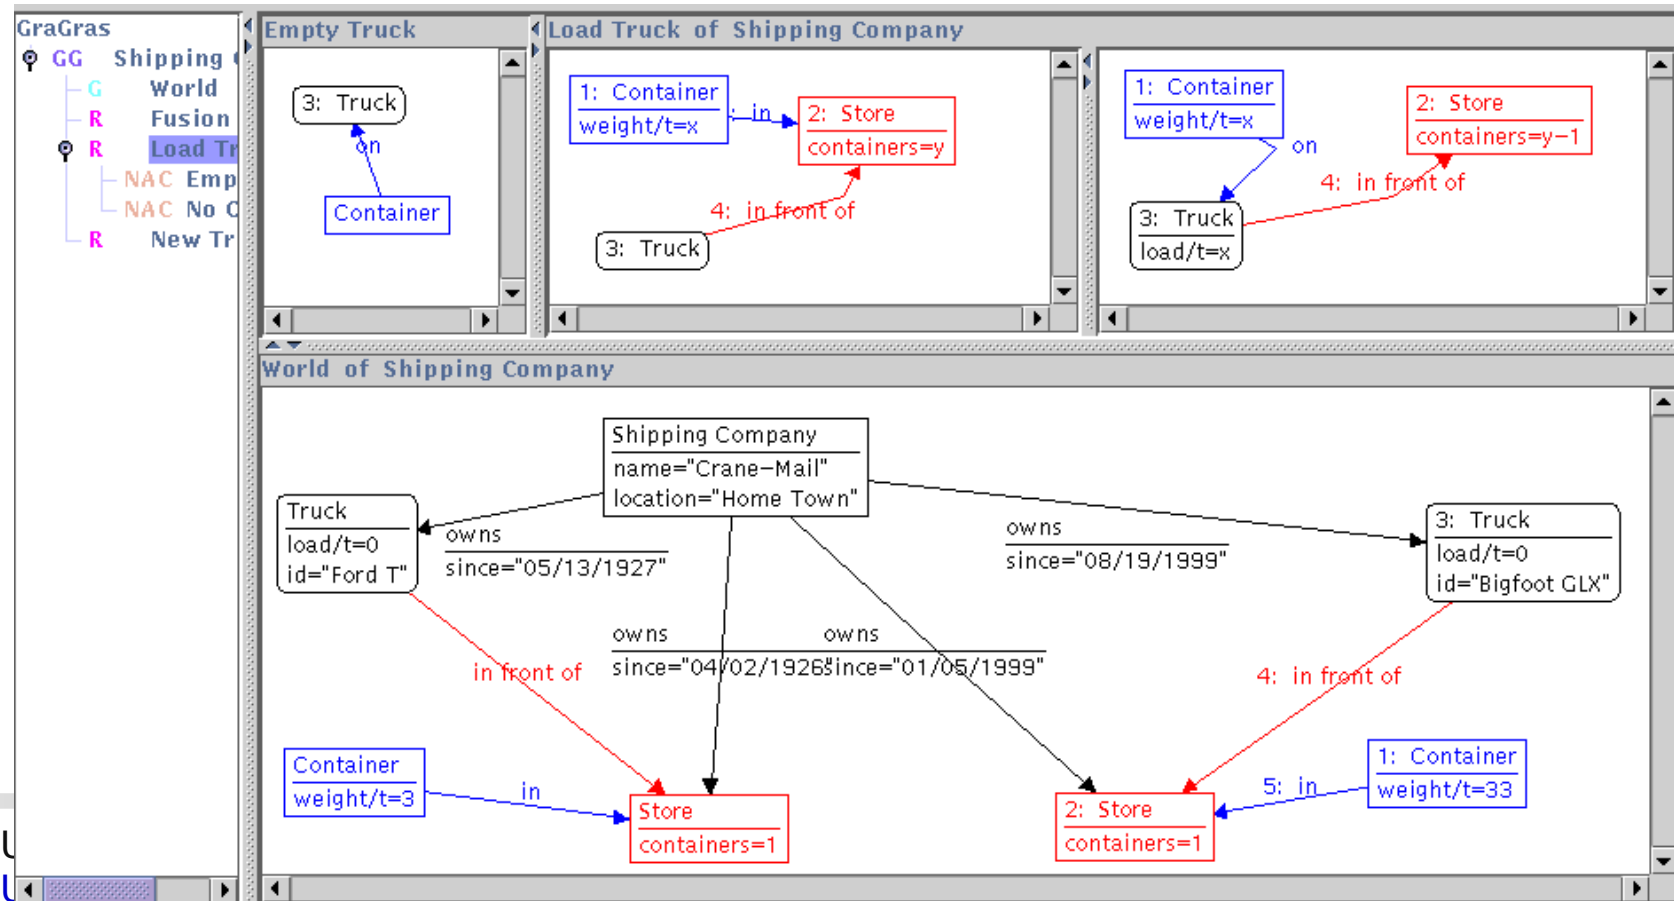 GraGras
GG Shipping
G World
R Fusion
R Load Tr
NAC Emp
NAC No C
R New Tr
Empty Truck
3: Truck
on
Container
Load Truck of Shipping Company
1: Container
weight/t=x
: in
2: Store
containers=y
4: in front of
3: Truck
1: Container
weight/t=x
on
2: Store
containers=y-1
4: in front of
3: Truck
load/t=x
World of Shipping Company
Shipping Company
name="Crane-Mail"
location="Home Town"
Truck
load/t=0
id="Ford T"
owns
since="05/13/1927"
owns
since="08/19/1999"
3: Truck
load/t=0
id="Bigfoot GLX"
owns
since="04/02/1926"
owns
since="01/05/1999"
in front of
4: in front of
Container
weight/t=3
in
Store
containers=1
2: Store
containers=1
5: in
1: Container
weight/t=33